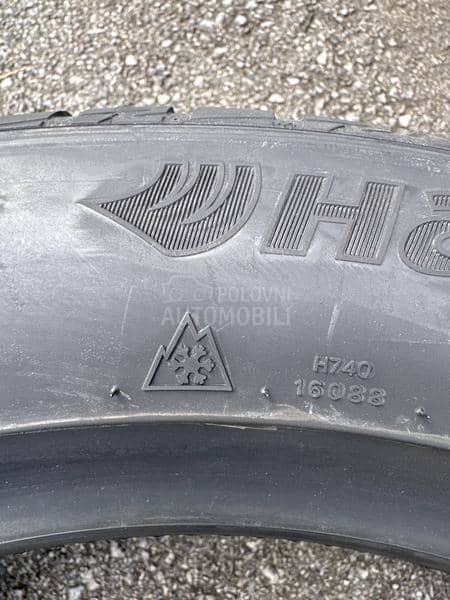 Ha
POLOVNI
AUTOMOBILI
H740
16088